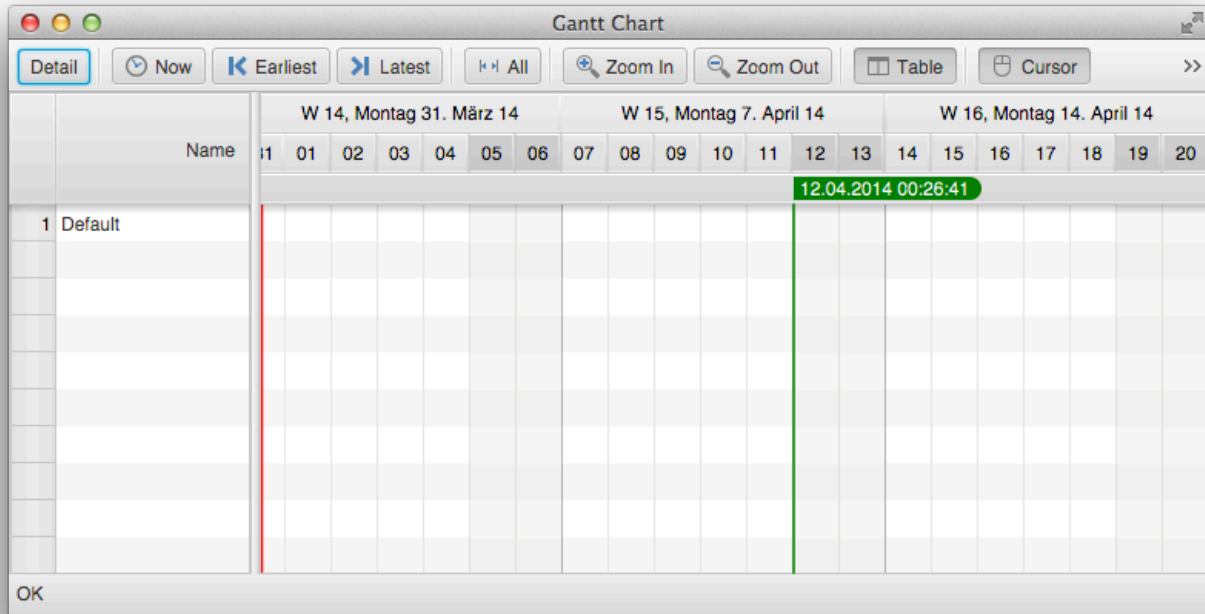 Gantt Chart
Detail Now Earliest Latest All Zoom In Zoom Out Table Cursor >>
W 14, Montag 31. März 14 W 15, Montag 7. April 14 W 16, Montag 14. April 14
Name 31 01 02 03 04 05 06 07 08 09 10 11 12 13 14 15 16 17 18 19 20
12.04.2014 00:26:41
1 Default
OK